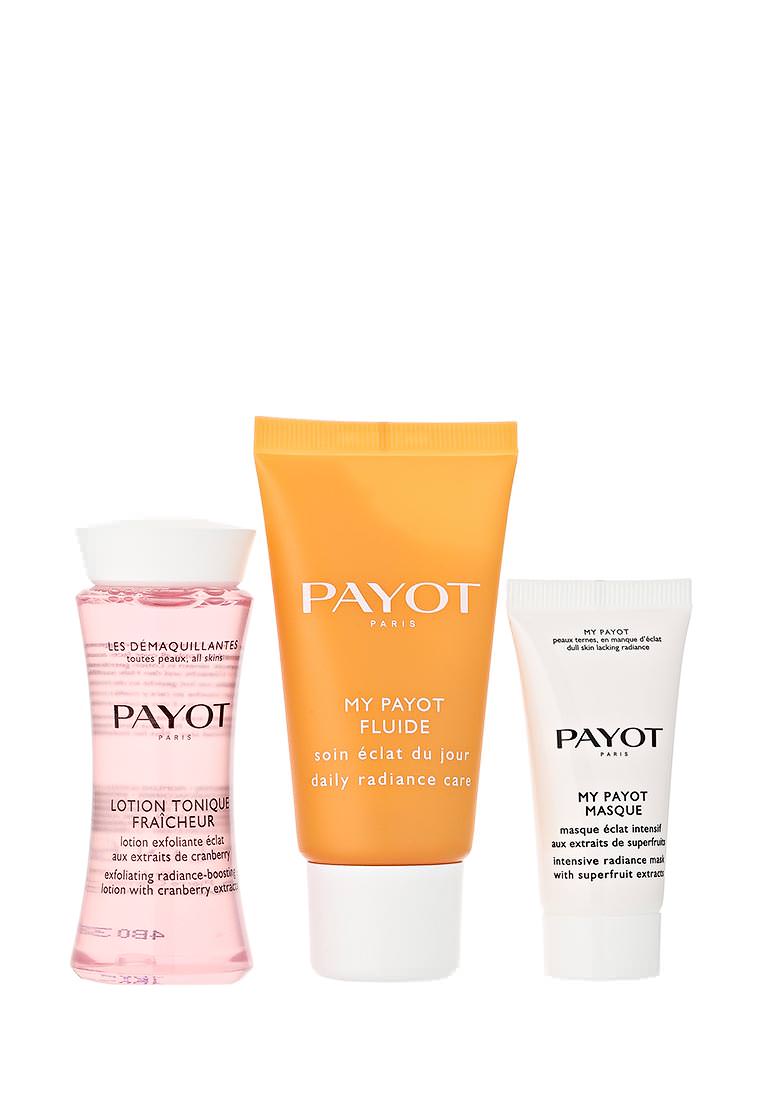 LES DÉMAQUILLANTES
toutes peaux, all skins
PAYOT
PARIS
LOTION TONIQUE
FRAÎCHEUR
lotion exfoliante éclat
aux extraits de cranberry
exfoliating radiance-boosting
lotion with cranberry extracts
PAYOT
PARIS
MY PAYOT
FLUIDE
soin éclat du jour
daily radiance care
MY PAYOT
peaux ternes, en manque d'éclat
dull skin lacking radiance
PAYOT
PARIS
MY PAYOT
MASQUE
masque éclat intensif
aux extraits de superfruits
intensive radiance mask
with superfruit extracts